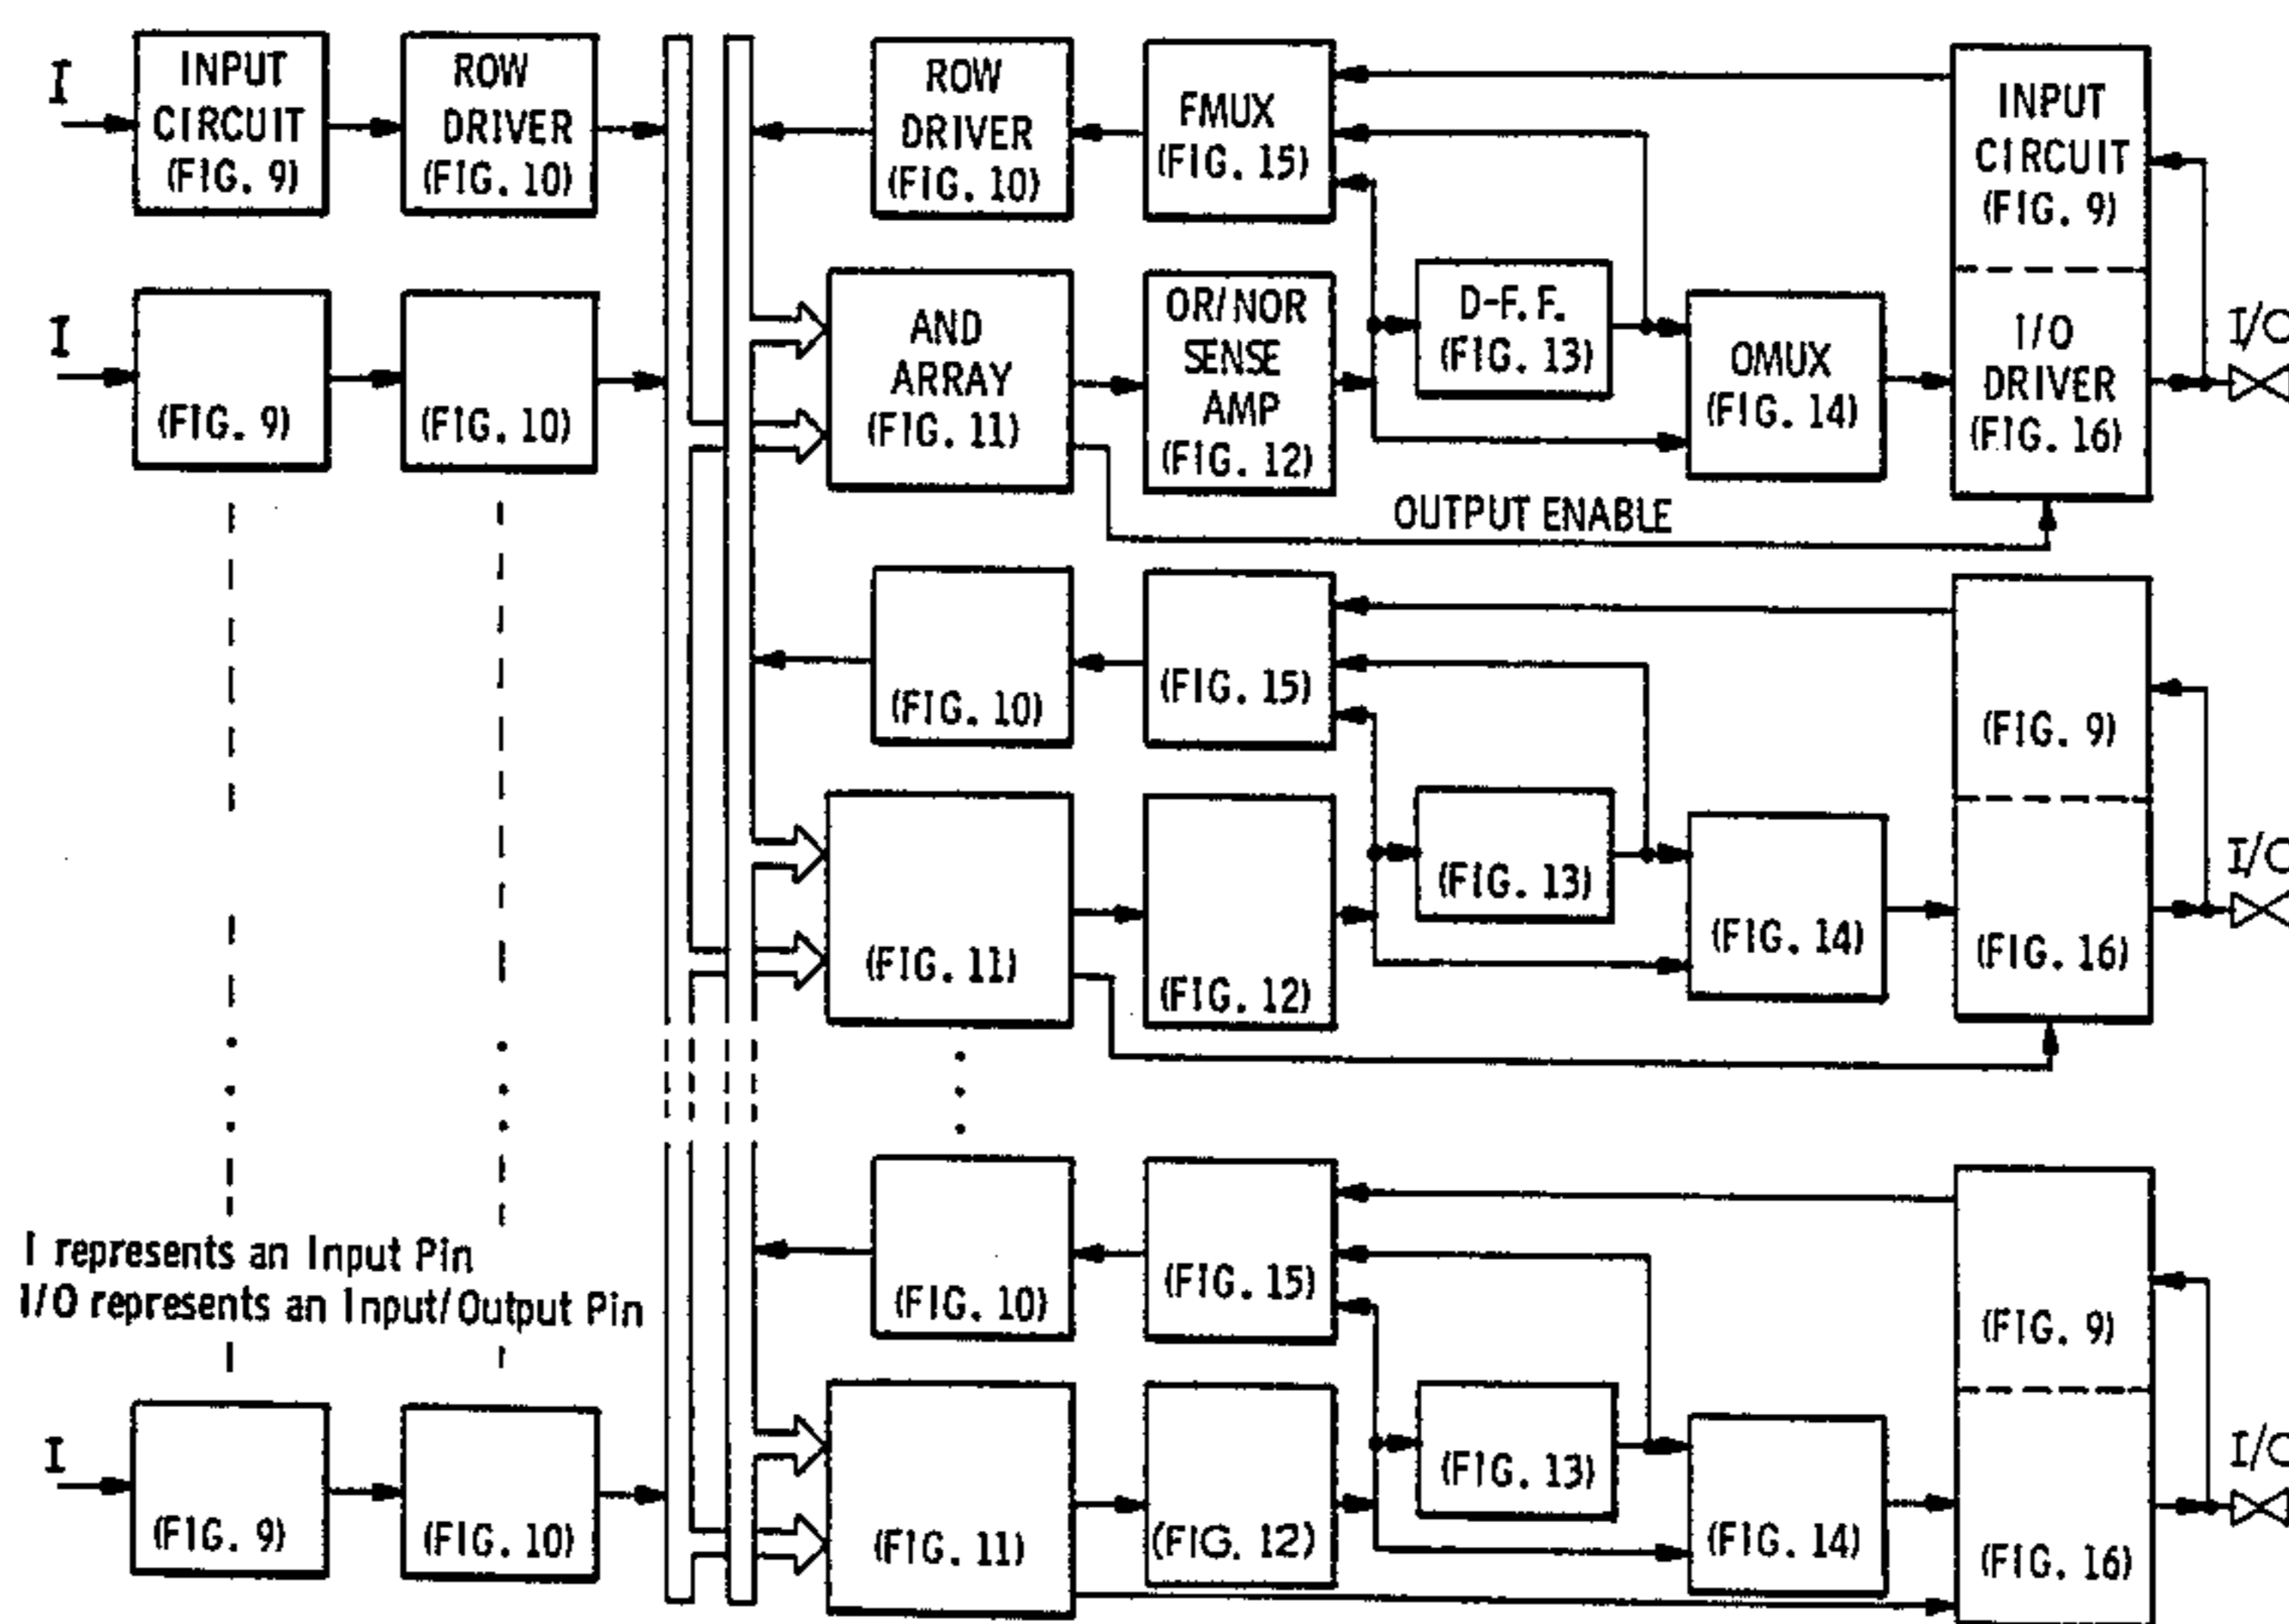 I
INPUT
CIRCUIT
(FIG. 9)
ROW
DRIVER
(FIG. 10)
ROW
DRIVER
(FIG. 10)
FMUX
(FIG. 15)
INPUT
CIRCUIT
(FIG. 9)
I
(FIG. 9)
(FIG. 10)
AND
ARRAY
(FIG. 11)
OR/NOR
SENSE
AMP
(FIG. 12)
D-F.F.
(FIG. 13)
OMUX
(FIG. 14)
I/O
DRIVER
(FIG. 16)
I/O
OUTPUT ENABLE
(FIG. 10)
(FIG. 15)
(FIG. 9)
(FIG. 11)
(FIG. 12)
(FIG. 13)
(FIG. 14)
(FIG. 16)
I/O
I represents an Input Pin
I/O represents an Input/Output Pin
(FIG. 10)
(FIG. 15)
(FIG. 9)
I
(FIG. 9)
(FIG. 10)
(FIG. 11)
(FIG. 12)
(FIG. 13)
(FIG. 14)
(FIG. 16)
I/O